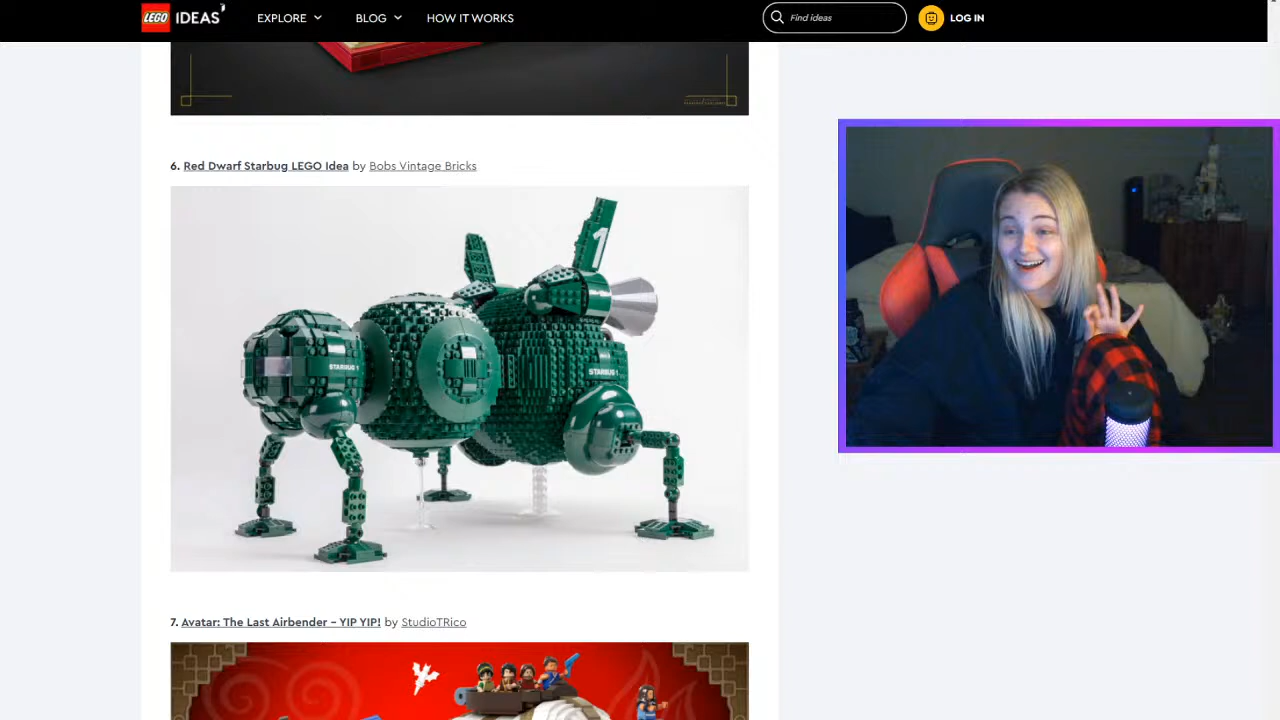 LEGO IDEAS EXPLORE BLOG HOW IT WORKS Find ideas LOG IN
6. Red Dwarf Starbug LEGO Idea by Bobs Vintage Bricks
1
STARBUG 1
STARBUG 1
7. Avatar: The Last Airbender – YIP YIP! by StudioTRico